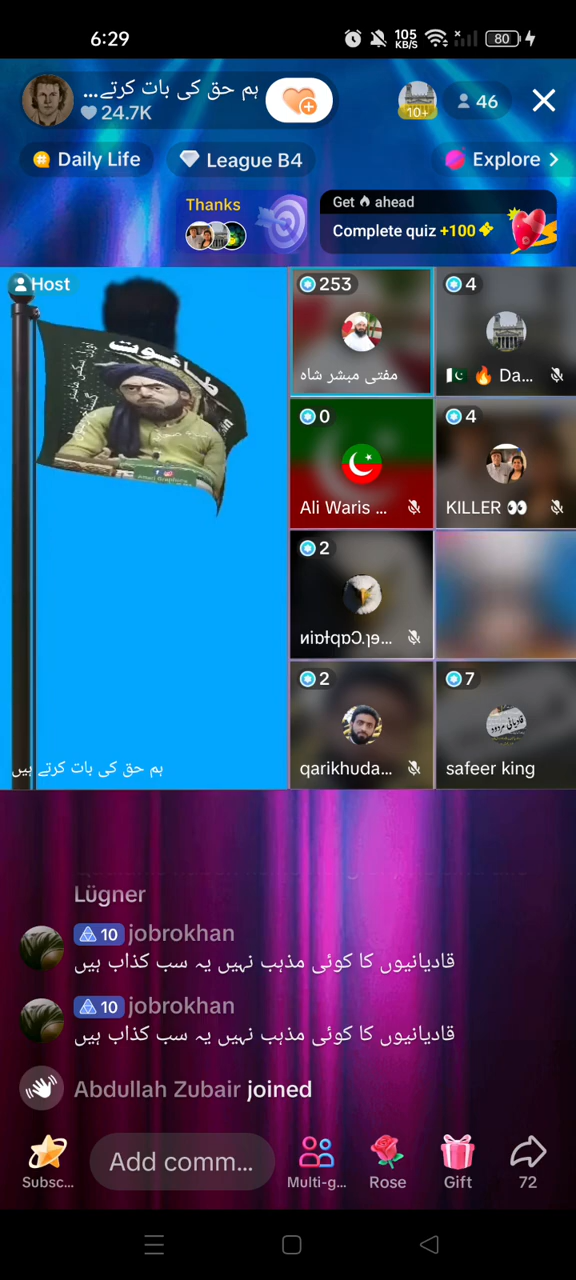 6:29
105
KB/S
80
ہم حق کی بات کرتے...
24.7K
10+
46
Daily Life
League B4
Explore
Thanks
Get ahead
Complete quiz +100
Host
طاغوت
ہم حق کی بات کرتے ہیں
253
مفتی مبشر شاہ
4
Da...
0
Ali Waris ...
4
KILLER 👀
2
2
qarikhuda...
7
قادیانی مردود
safeer king
Lügner
10 jobrokhan
قادیانیوں کا کوئی مذہب نہیں یہ سب کذاب ہیں
10 jobrokhan
قادیانیوں کا کوئی مذہب نہیں یہ سب کذاب ہیں
Abdullah Zubair joined
Subsc...
Add comm...
Multi-g...
Rose
Gift
72